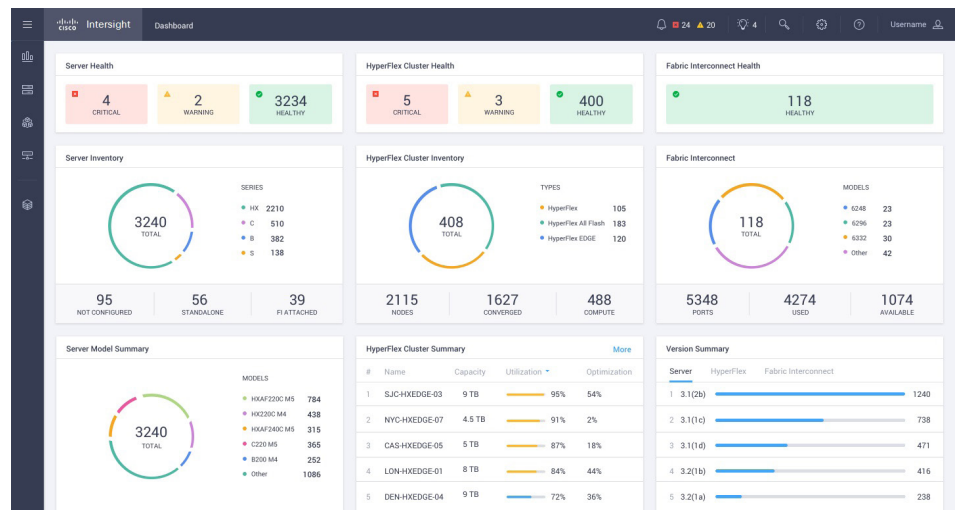 CISCO Intersight Dashboard 24 20 4 Username
Server Health
4 CRITICAL
2 WARNING
3234 HEALTHY
HyperFlex Cluster Health
5 CRITICAL
3 WARNING
400 HEALTHY
Fabric Interconnect Health
118
HEALTHY
Server Inventory
3240
TOTAL
SERIES
HX 2210
C 510
B 382
S 138
95 NOT CONFIGURED
56 STANDALONE
39 FI ATTACHED
HyperFlex Cluster Inventory
408
TOTAL
TYPES
HyperFlex 105
HyperFlex All Flash 183
HyperFlex EDGE 120
2115 NODES
1627 CONVERGED
488 COMPUTE
Fabric Interconnect
118
TOTAL
MODELS
6248 23
6296 23
6332 30
Other 42
5348 PORTS
4274 USED
1074 AVAILABLE
Server Model Summary
3240
TOTAL
MODELS
HXAF220C M5 784
HX220C M4 438
HXAF240C M5 315
C220 M5 365
B200 M4 252
Other 1086
HyperFlex Cluster Summary More
# Name Capacity Utilization Optimization
1 SJC-HXEDGE-03 9 TB 95% 54%
2 NYC-HXEDGE-07 4.5 TB 91% 2%
3 CAS-HXEDGE-05 5 TB 87% 18%
4 LON-HXEDGE-01 8 TB 84% 44%
5 DEN-HXEDGE-04 9 TB 72% 36%
Version Summary
Server HyperFlex Fabric Interconnect
1 3.1(2b) 1240
2 3.1(1c) 738
3 3.1(1d) 471
4 3.2(1b) 416
5 3.2(1a) 238